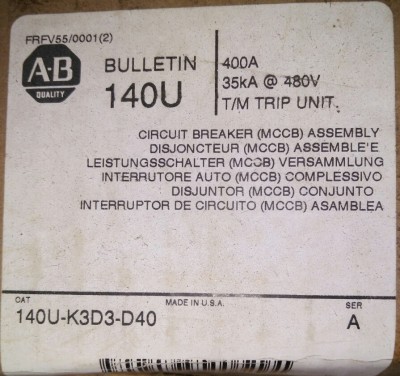 FRFV55/0001(2)
A-B
QUALITY
BULLETIN
140U
400A
35kA @ 480V
T/M TRIP UNIT.
CIRCUIT BREAKER (MCCB) ASSEMBLY
DISJONCTEUR (MCCB) ASSEMBLE'E
LEISTUNGSSCHALTER (MCCB) VERSAMMLUNG
INTERRUTORE AUTO (MCCB) COMPLESSIVO
DISJUNTOR (MCCB) CONJUNTO
INTERRUPTOR DE CIRCUITO (MCCB) ASAMBLEA
CAT
MADE IN U.S.A.
SER
140U-K3D3-D40
A